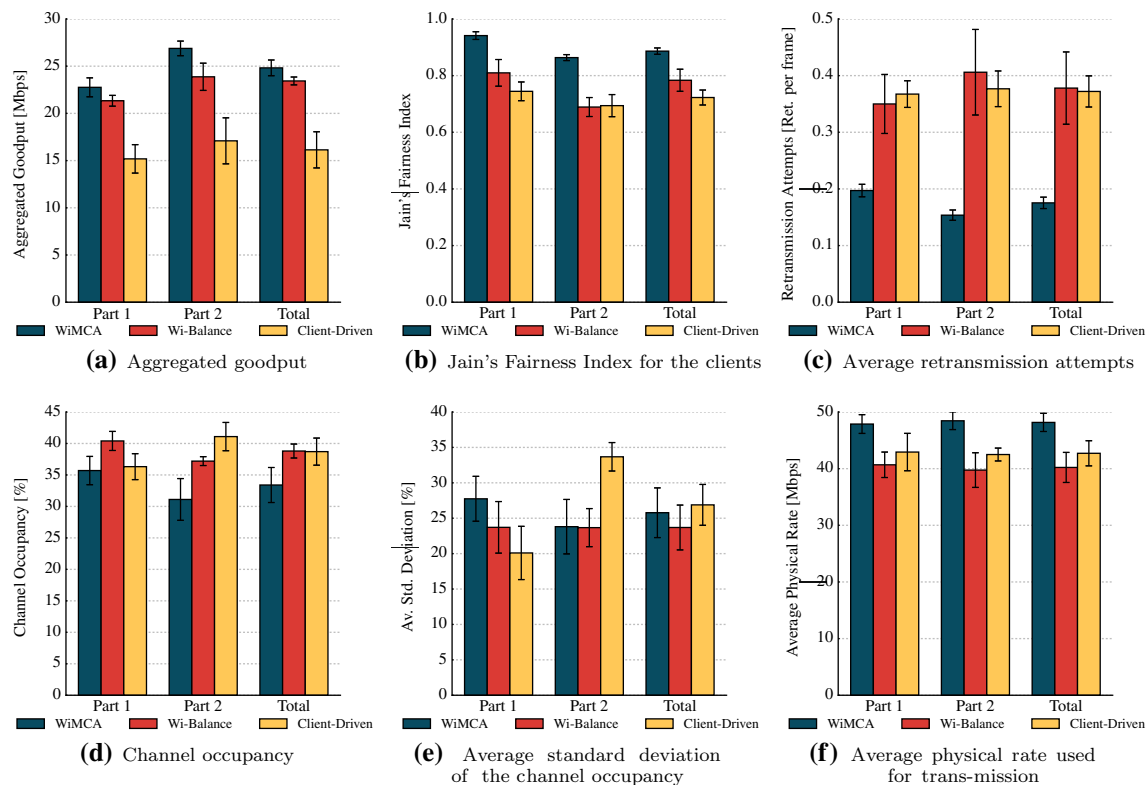 Aggregated Goodput [Mbps]
30
25
20
15
10
5
0
Part 1 Part 2 Total
WiMCA Wi-Balance Client-Driven
(a) Aggregated goodput
Jain's Fairness Index
1.0
0.8
0.6
0.4
0.2
0.0
Part 1 Part 2 Total
WiMCA Wi-Balance Client-Driven
(b) Jain's Fairness Index for the clients
Retransmission Attempts [Ret. per frame]
0.5
0.4
0.3
0.2
0.1
0.0
Part 1 Part 2 Total
WiMCA Wi-Balance Client-Driven
(c) Average retransmission attempts
Channel Occupancy [%]
45
40
35
30
25
20
15
10
5
0
Part 1 Part 2 Total
WiMCA Wi-Balance Client-Driven
(d) Channel occupancy
Av. Std. Deviation [%]
40
35
30
25
20
15
10
5
0
Part 1 Part 2 Total
WiMCA Wi-Balance Client-Driven
(e) Average standard deviation
of the channel occupancy
Average Physical Rate [Mbps]
50
40
30
20
10
0
Part 1 Part 2 Total
WiMCA Wi-Balance Client-Driven
(f) Average physical rate used
for trans-mission